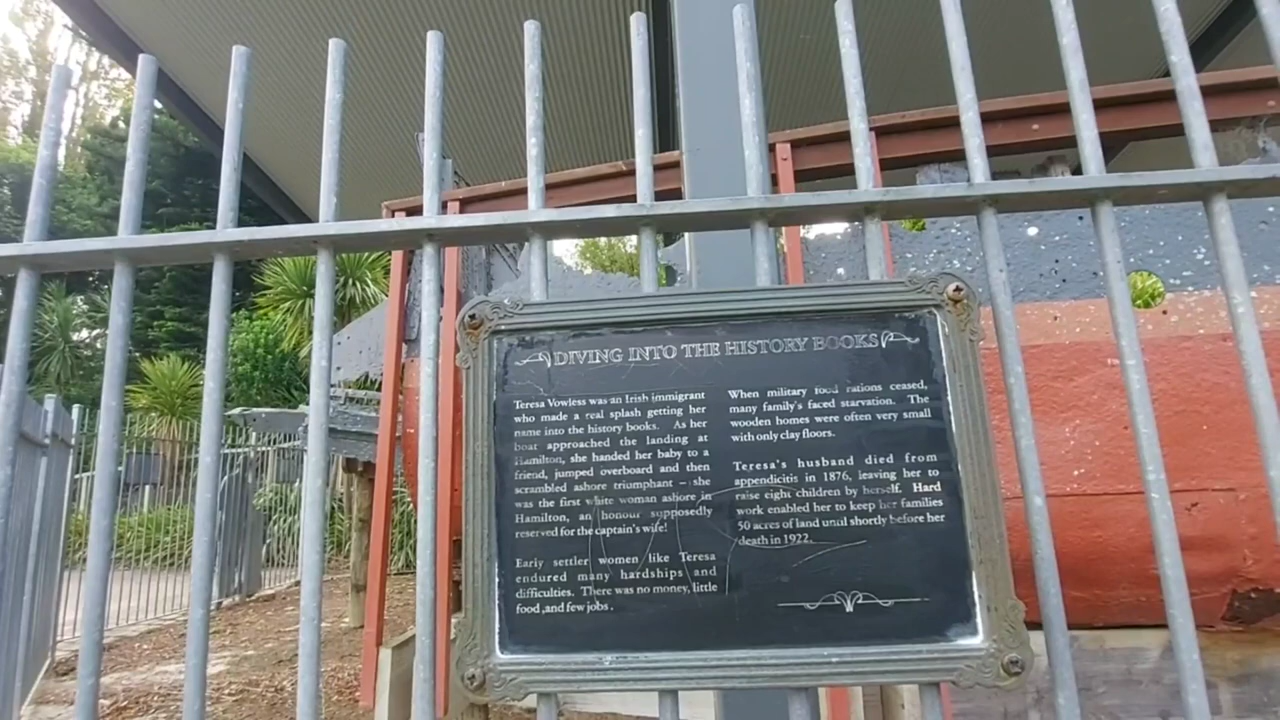 DIVING INTO THE HISTORY BOOKS
Teresa Vowless was an Irish immigrant
who made a real splash getting her
name into the history books. As her
boat approached the landing at
Hamilton, she handed her baby to a
friend, jumped overboard and then
scrambled ashore triumphant – she
was the first white woman ashore in
Hamilton, an honour supposedly
reserved for the captain's wife!
Early settler women like Teresa
endured many hardships and
difficulties. There was no money, little
food ,and few jobs .
When military food rations ceased,
many family's faced starvation. The
wooden homes were often very small
with only clay floors.
Teresa's husband died from
appendicitis in 1876, leaving her to
raise eight children by herself. Hard
work enabled her to keep her families
50 acres of land until shortly before her
death in 1922.